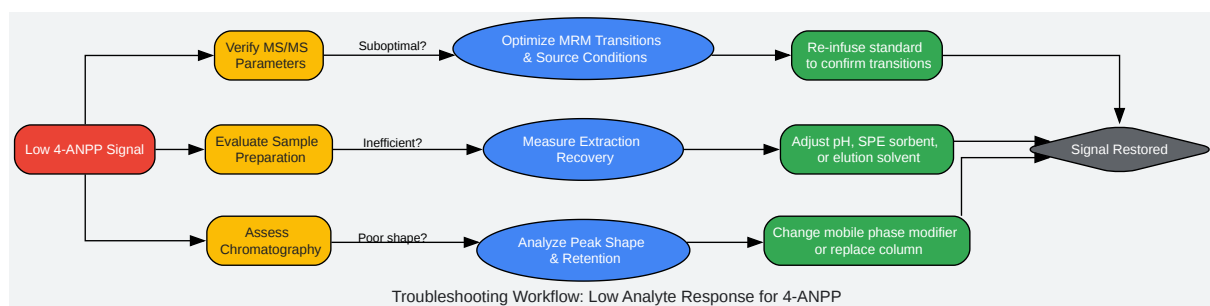 Low 4-ANPP Signal
Verify MS/MS
Parameters
Suboptimal?
Optimize MRM Transitions
& Source Conditions
Re-infuse standard
to confirm transitions
Evaluate Sample
Preparation
Inefficient?
Measure Extraction
Recovery
Adjust pH, SPE sorbent,
or elution solvent
Signal Restored
Assess
Chromatography
Poor shape?
Analyze Peak Shape
& Retention
Change mobile phase modifier
or replace column
Troubleshooting Workflow: Low Analyte Response for 4-ANPP